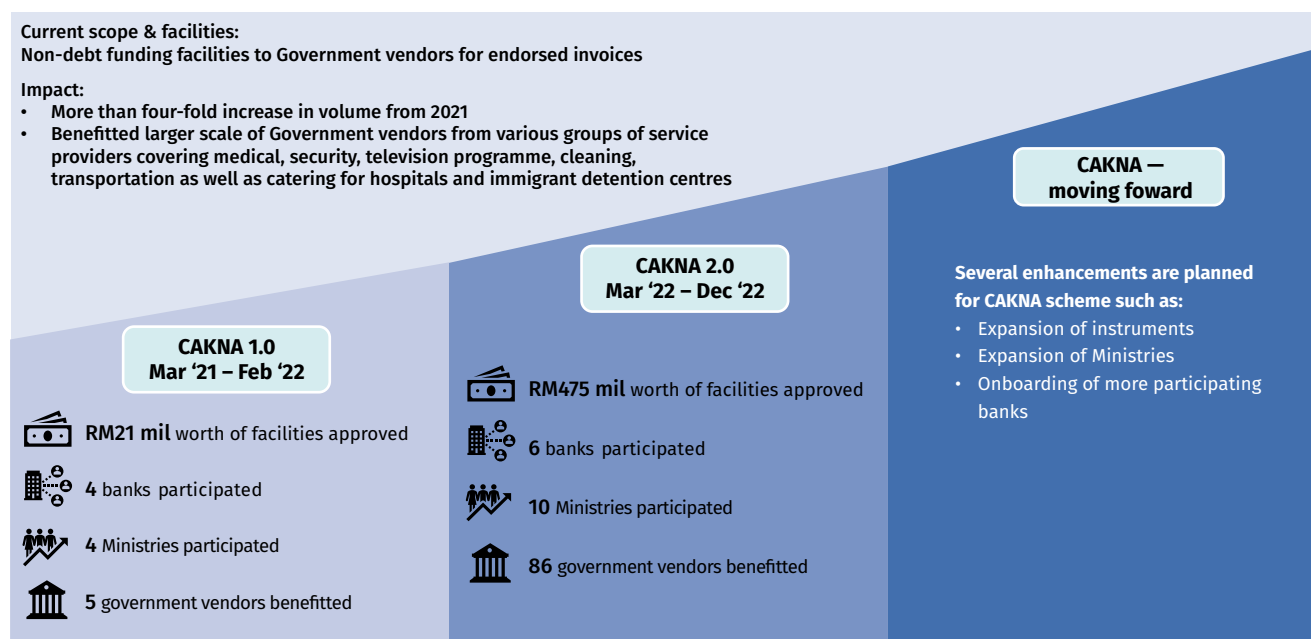 Current scope & facilities:
Non-debt funding facilities to Government vendors for endorsed invoices
Impact:
• More than four-fold increase in volume from 2021
• Benefitted larger scale of Government vendors from various groups of service
providers covering medical, security, television programme, cleaning,
transportation as well as catering for hospitals and immigrant detention centres
CAKNA 1.0
Mar ‘21 – Feb ‘22
RM21 mil worth of facilities approved
4 banks participated
4 Ministries participated
5 government vendors benefitted
CAKNA 2.0
Mar ‘22 – Dec ‘22
RM475 mil worth of facilities approved
6 banks participated
10 Ministries participated
86 government vendors benefitted
CAKNA —
moving foward
Several enhancements are planned
for CAKNA scheme such as:
• Expansion of instruments
• Expansion of Ministries
• Onboarding of more participating
banks